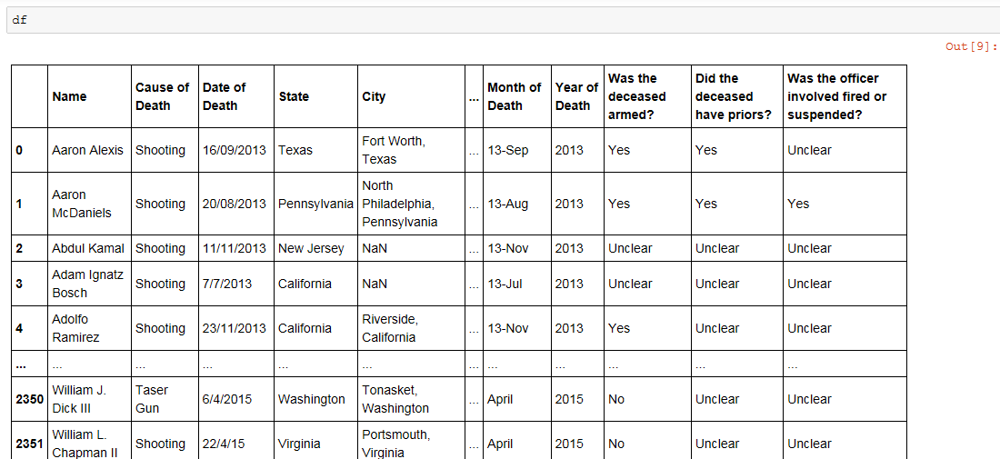 df
Out[9]:
Name Cause of Death Date of Death State City ... Month of Death Year of Death Was the deceased armed? Did the deceased have priors? Was the officer involved fired or suspended?
0 Aaron Alexis Shooting 16/09/2013 Texas Fort Worth, Texas ... 13-Sep 2013 Yes Yes Unclear
1 Aaron McDaniels Shooting 20/08/2013 Pennsylvania North Philadelphia, Pennsylvania ... 13-Aug 2013 Yes Yes Yes
2 Abdul Kamal Shooting 11/11/2013 New Jersey NaN ... 13-Nov 2013 Unclear Unclear Unclear
3 Adam Ignatz Bosch Shooting 7/7/2013 California NaN ... 13-Jul 2013 Unclear Unclear Unclear
4 Adolfo Ramirez Shooting 23/11/2013 California Riverside, California ... 13-Nov 2013 Yes Unclear Unclear
... ... ... ... ... ... ... ... ... ... ... ...
2350 William J. Dick III Taser Gun 6/4/2015 Washington Tonasket, Washington ... April 2015 No Unclear Unclear
2351 William L. Chapman II Shooting 22/4/15 Virginia Portsmouth, Virginia ... April 2015 No Unclear Unclear